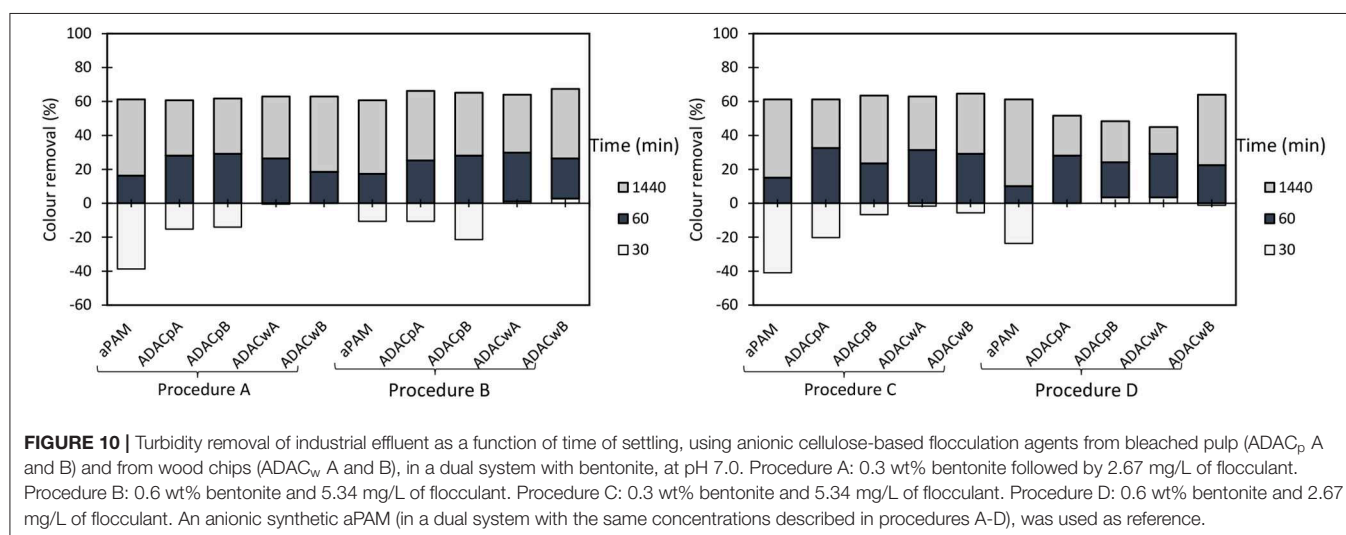 100
80
60
40
20
0
-20
-40
-60
Colour removal (%)
aPAM
ADACpA
ADACpB
ADACwA
ADACwB
aPAM
ADACpA
ADACpB
ADACwA
ADACwB
Procedure A
Procedure B
Time (min)
1440
60
30
100
80
60
40
20
0
-20
-40
-60
Colour removal (%)
aPAM
ADACpA
ADACpB
ADACwA
ADACwB
aPAM
ADACpA
ADACpB
ADACwA
ADACwB
Procedure C
Procedure D
Time (min)
1440
60
30
FIGURE 10 | Turbidity removal of industrial effluent as a function of time of settling, using anionic cellulose-based flocculation agents from bleached pulp (ADACp A
and B) and from wood chips (ADACw A and B), in a dual system with bentonite, at pH 7.0. Procedure A: 0.3 wt% bentonite followed by 2.67 mg/L of flocculant.
Procedure B: 0.6 wt% bentonite and 5.34 mg/L of flocculant. Procedure C: 0.3 wt% bentonite and 5.34 mg/L of flocculant. Procedure D: 0.6 wt% bentonite and 2.67
mg/L of flocculant. An anionic synthetic aPAM (in a dual system with the same concentrations described in procedures A-D), was used as reference.